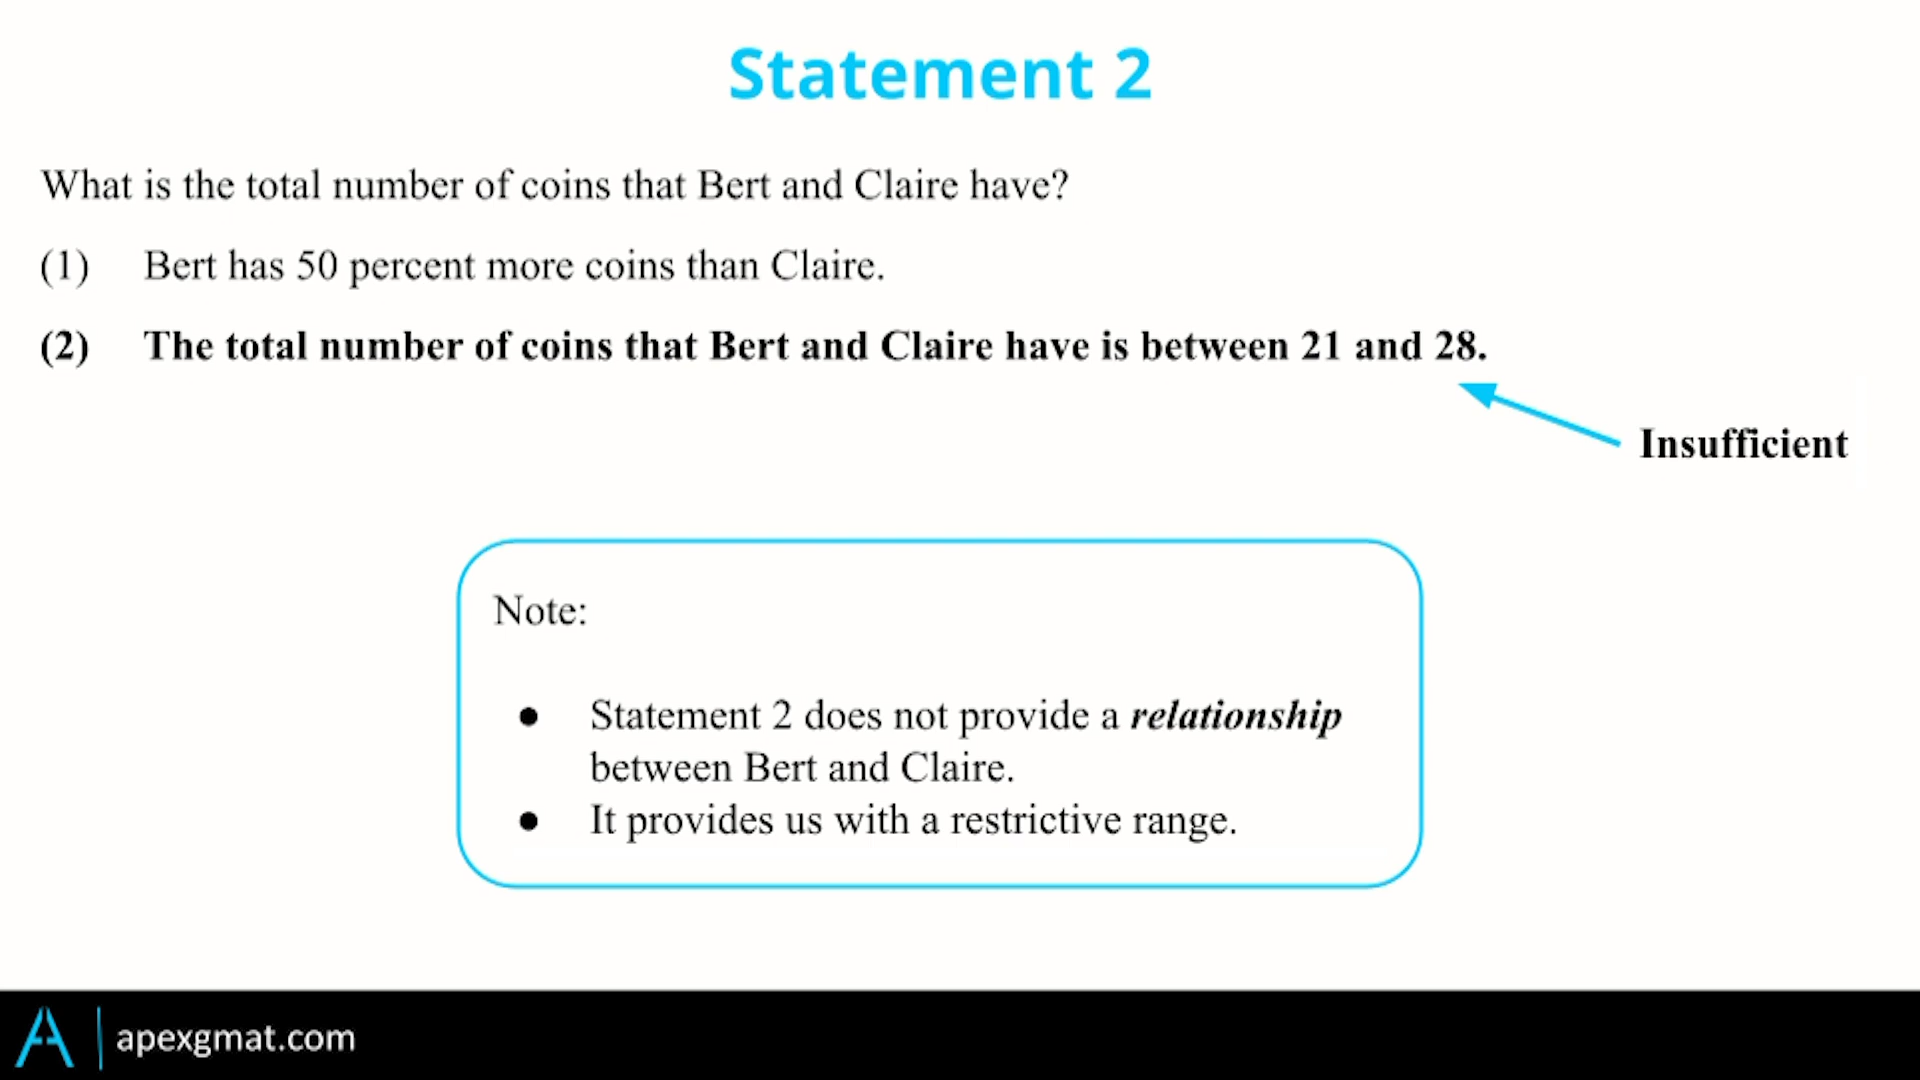 Statement 2
What is the total number of coins that Bert and Claire have?
(1) Bert has 50 percent more coins than Claire.
(2) The total number of coins that Bert and Claire have is between 21 and 28.
Insufficient
Note:
● Statement 2 does not provide a relationship
between Bert and Claire.
● It provides us with a restrictive range.
apexgmat.com